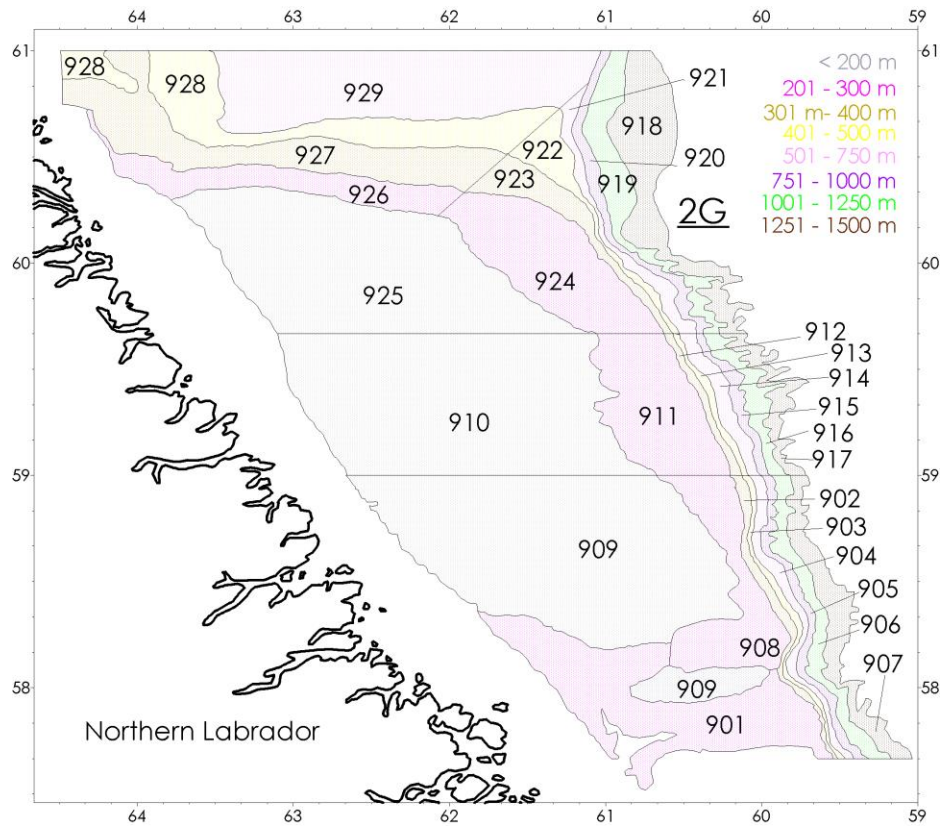 64 63 62 61 60 59
61 61
928
928
929
921
< 200 m
201 - 300 m
301 m- 400 m
401 - 500 m
501 - 750 m
751 - 1000 m
1001 - 1250 m
1251 - 1500 m
918
922
927
923
920
919
926
2G
60 60
924
925
912
913
914
910
911
915
916
917
59 59
902
903
909
904
905
906
908
907
58 58
909
901
Northern Labrador
64 63 62 61 60 59